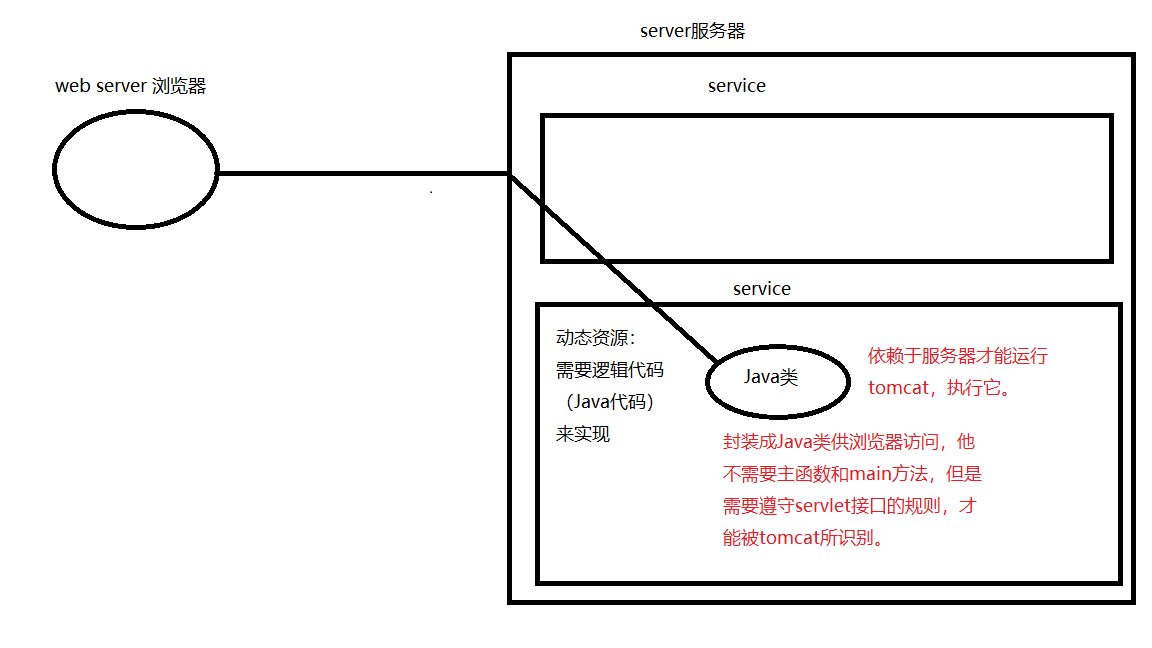 server服务器
web server 浏览器
service
service
动态资源：
需要逻辑代码
（Java代码）
来实现
Java类
依赖于服务器才能运行
tomcat，执行它。
封装成Java类供浏览器访问，他
不需要主函数和main方法，但是
需要遵守servlet接口的规则，才
能被tomcat所识别。